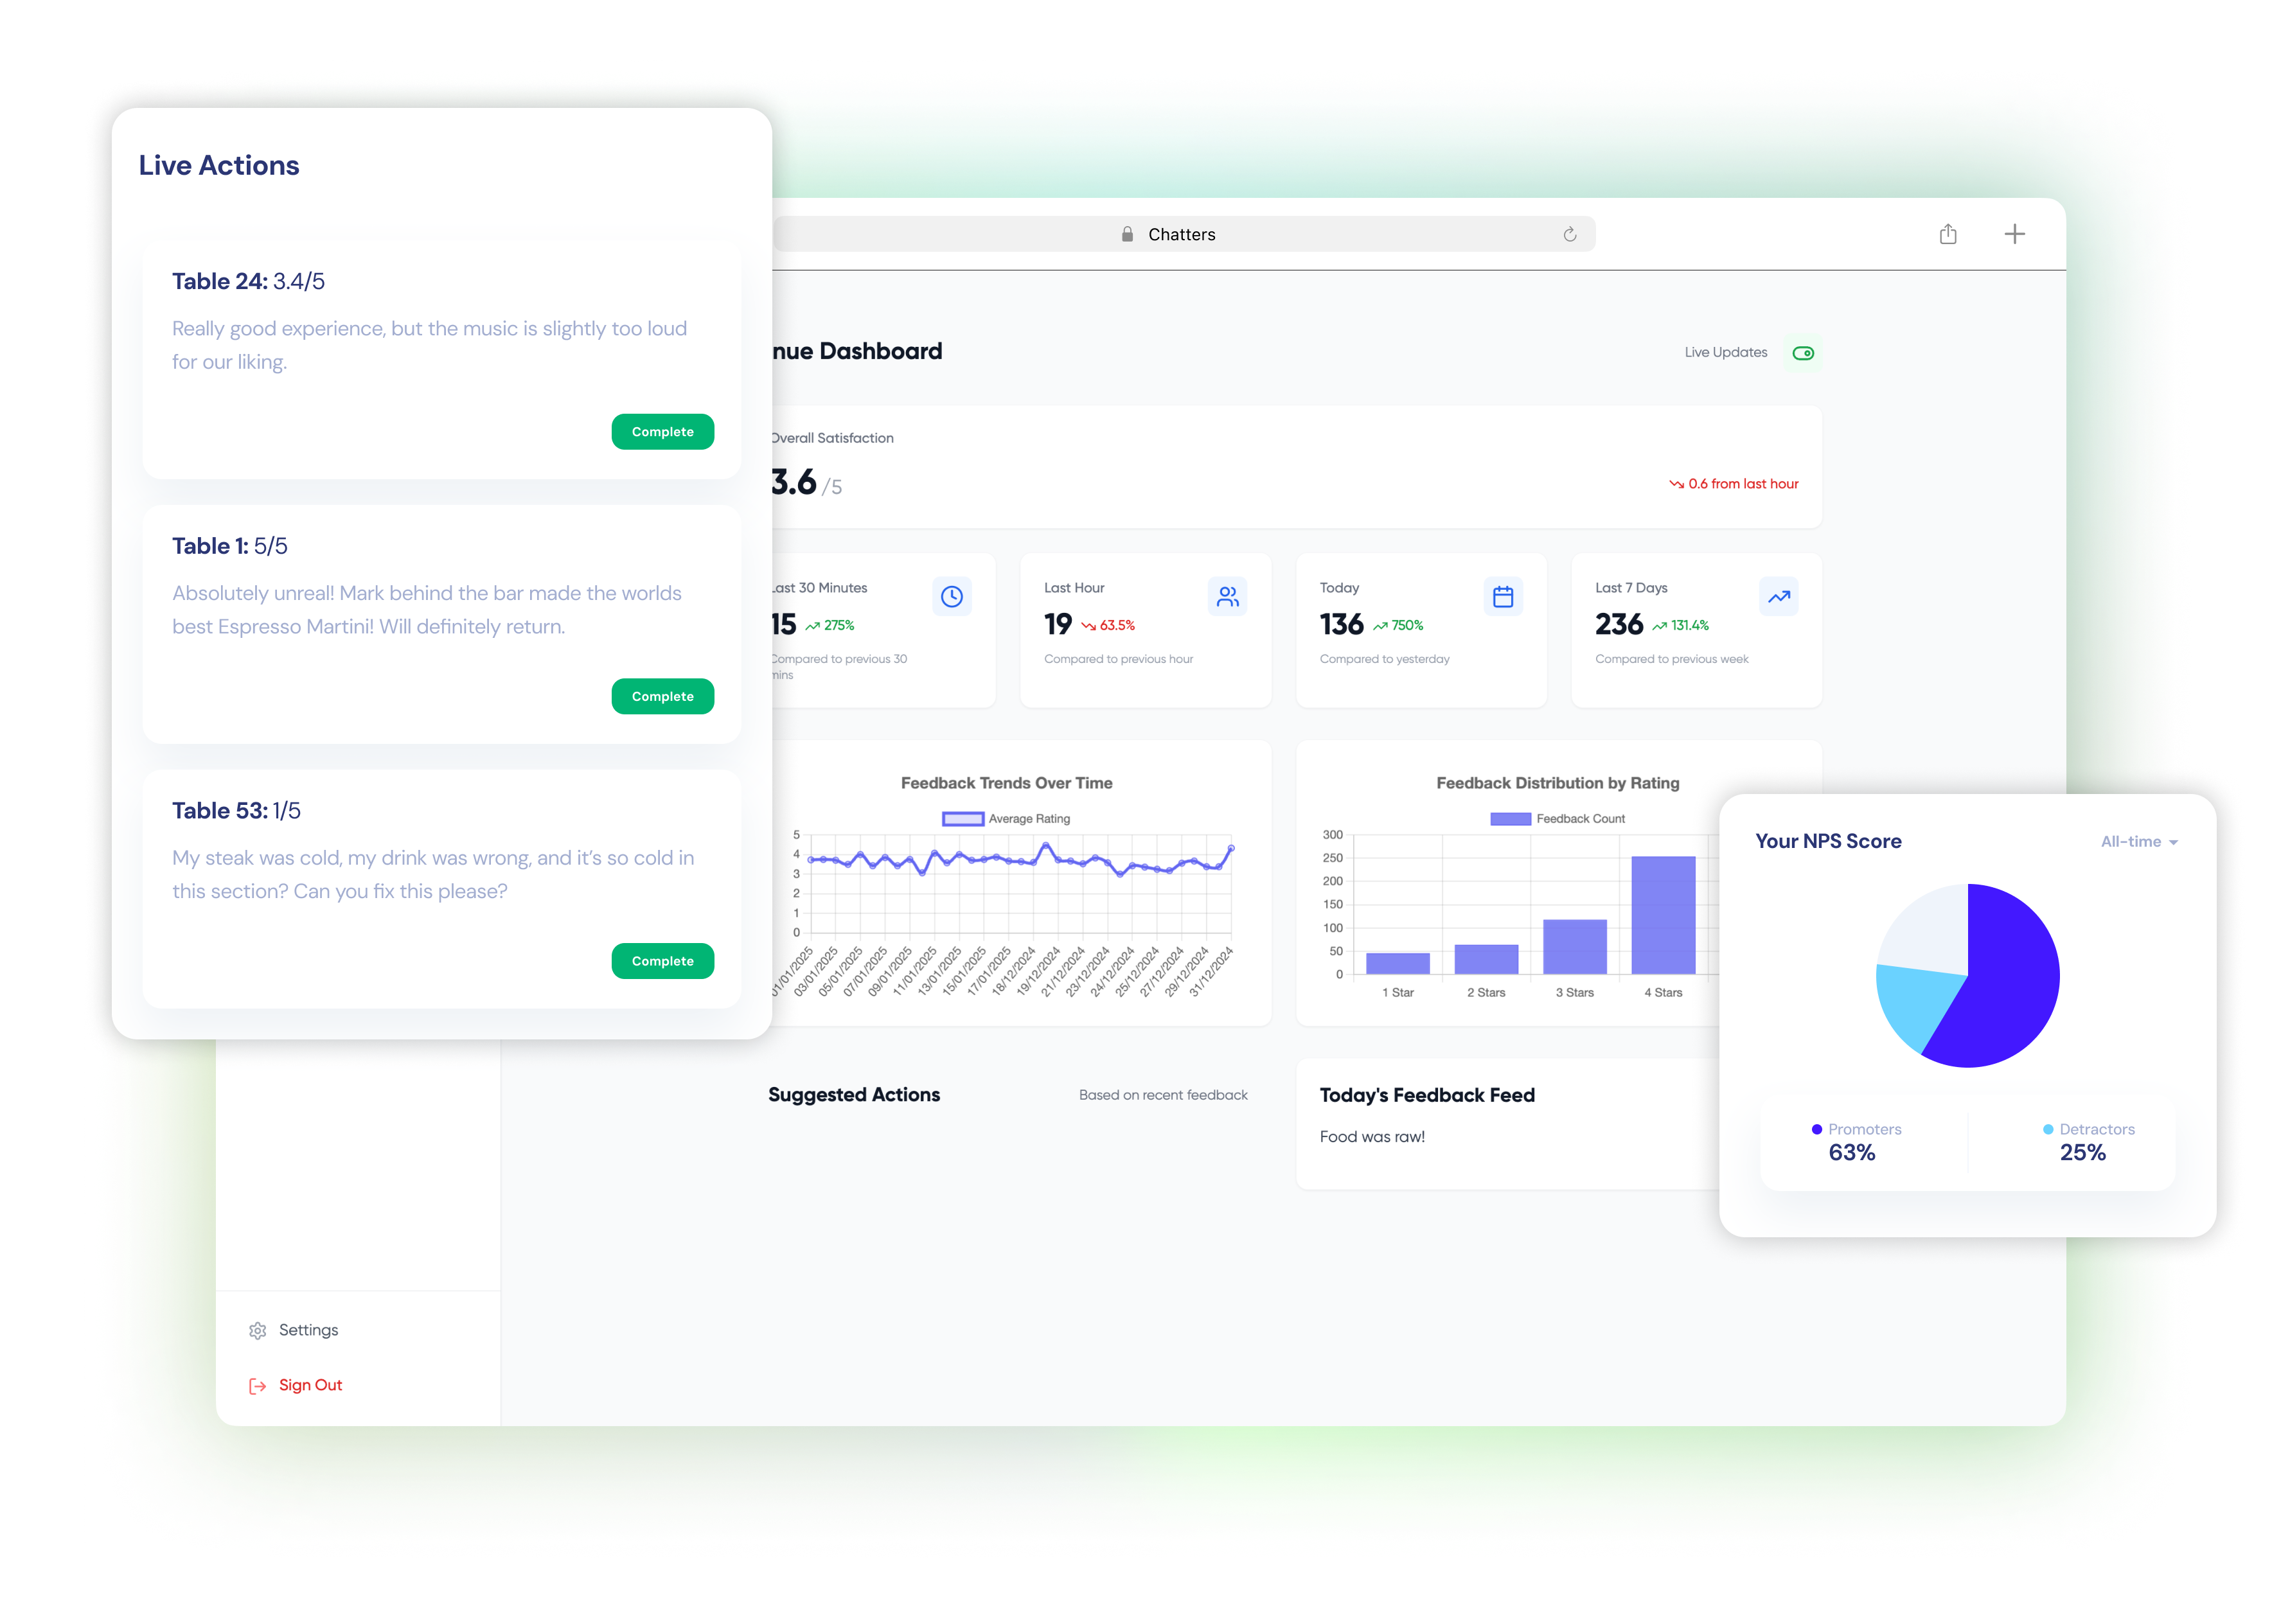 Live Actions
Table 24: 3.4/5
Really good experience, but the music is slightly too loud
for our liking.
Complete
Table 1: 5/5
Absolutely unreal! Mark behind the bar made the worlds
best Espresso Martini! Will definitely return.
Complete
Table 53: 1/5
My steak was cold, my drink was wrong, and it's so cold in
this section? Can you fix this please?
Complete
Chatters
nue Dashboard
Live Updates
Overall Satisfaction
3.6 /5
0.6 from last hour
Last 30 Minutes
15 275%
Compared to previous 30
mins
Last Hour
19 63.5%
Compared to previous hour
Today
136 750%
Compared to yesterday
Last 7 Days
236 131.4%
Compared to previous week
Feedback Trends Over Time
Average Rating
5
4
3
2
1
0
01/01/2025
03/01/2025
05/01/2025
07/01/2025
09/01/2025
11/01/2025
13/01/2025
15/01/2025
17/01/2025
18/12/2024
19/12/2024
21/12/2024
23/12/2024
24/12/2024
25/12/2024
27/12/2024
29/12/2024
31/12/2024
Feedback Distribution by Rating
Feedback Count
300
250
200
150
100
50
0
1 Star
2 Stars
3 Stars
4 Stars
Your NPS Score
All-time
Promoters
63%
Detractors
25%
Suggested Actions
Based on recent feedback
Today's Feedback Feed
Food was raw!
Settings
Sign Out